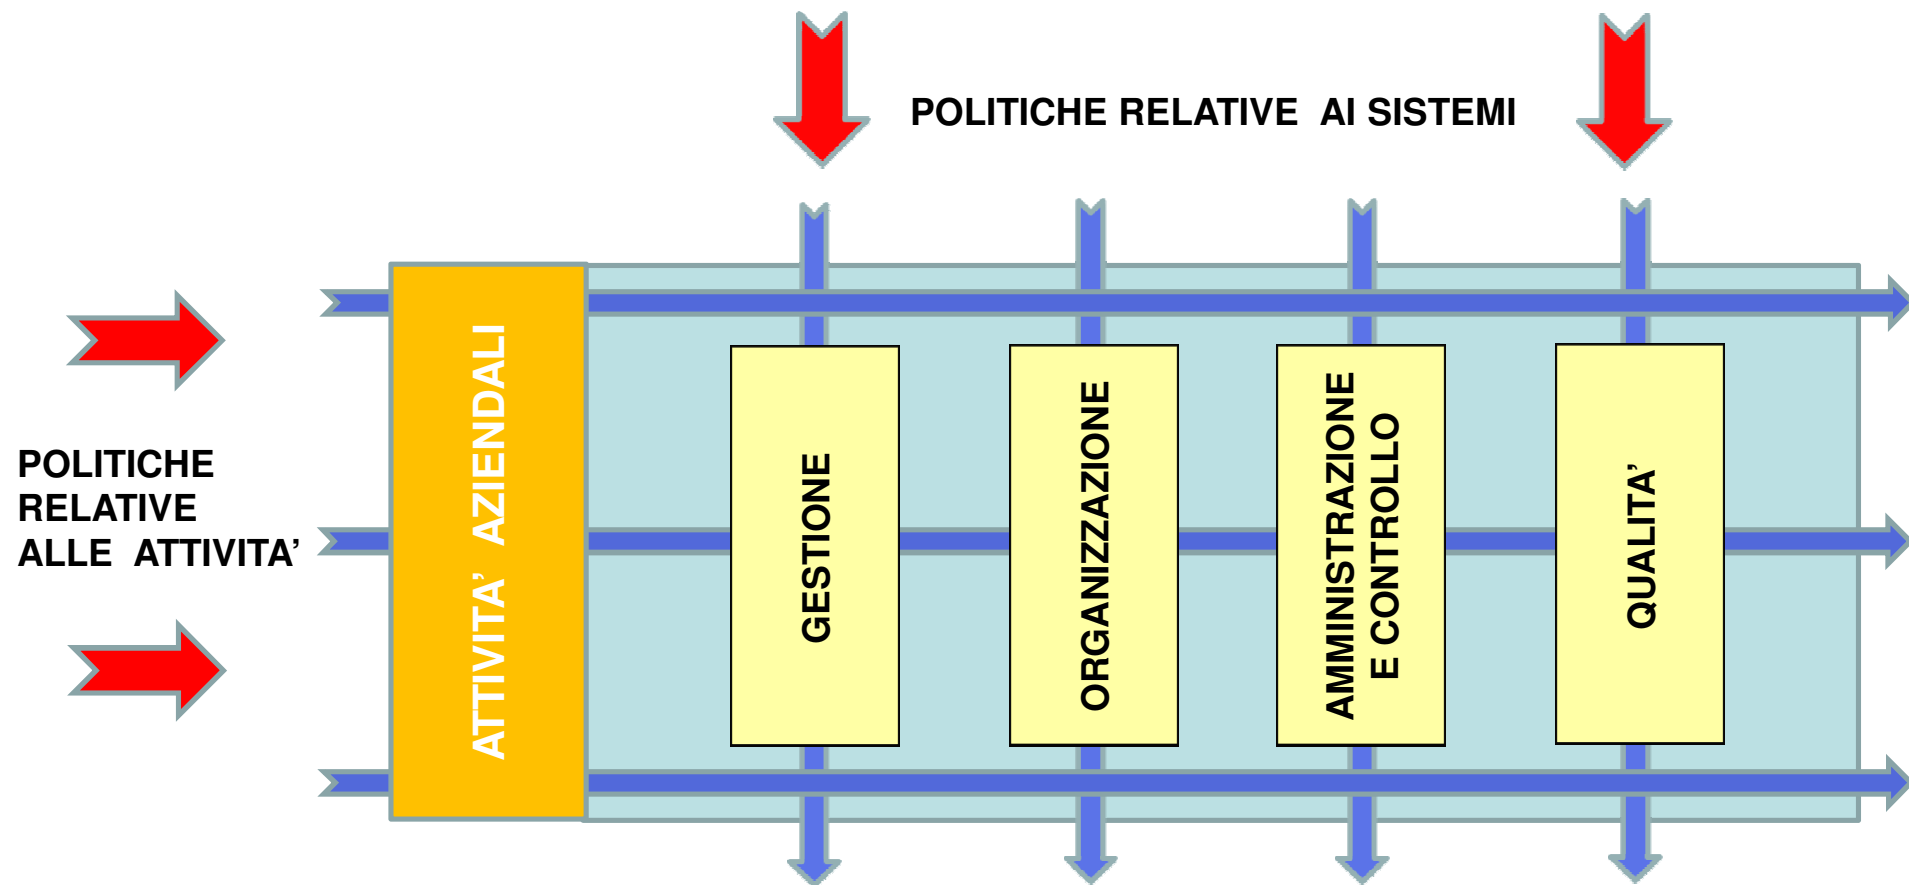 POLITICHE RELATIVE AI SISTEMI
POLITICHE
RELATIVE
ALLE ATTIVITA’
ATTIVITA’ AZIENDALI
GESTIONE
ORGANIZZAZIONE
AMMINISTRAZIONE
E CONTROLLO
QUALITA’